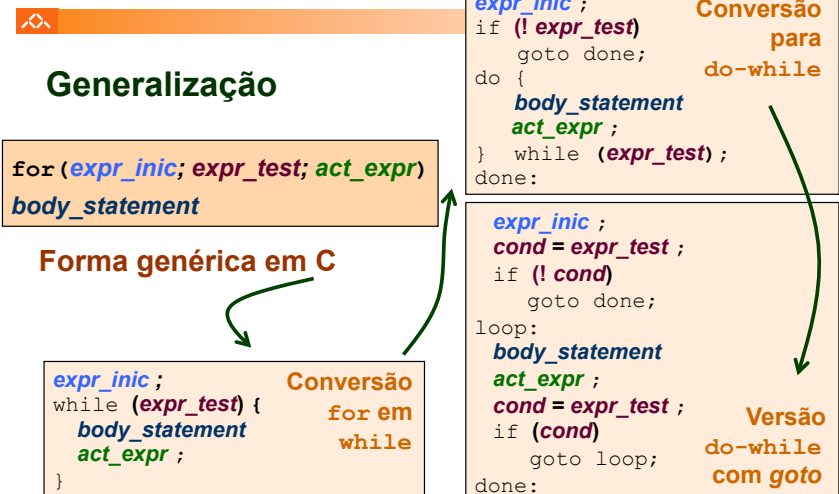 Generalização
for(expr_inic; expr_test; act_expr)
body_statement
Forma genérica em C
expr_inic ;
while (expr_test) {
body_statement
act_expr ;
}
Conversão
for em
while
expr_inic ;
if (! expr_test)
goto done;
do {
body_statement
act_expr ;
} while (expr_test);
done:
Conversão
para
do-while
expr_inic ;
cond = expr_test ;
if (! cond)
goto done;
loop:
body_statement
act_expr ;
cond = expr_test ;
if (cond)
goto loop;
done:
Versão
do-while
com goto